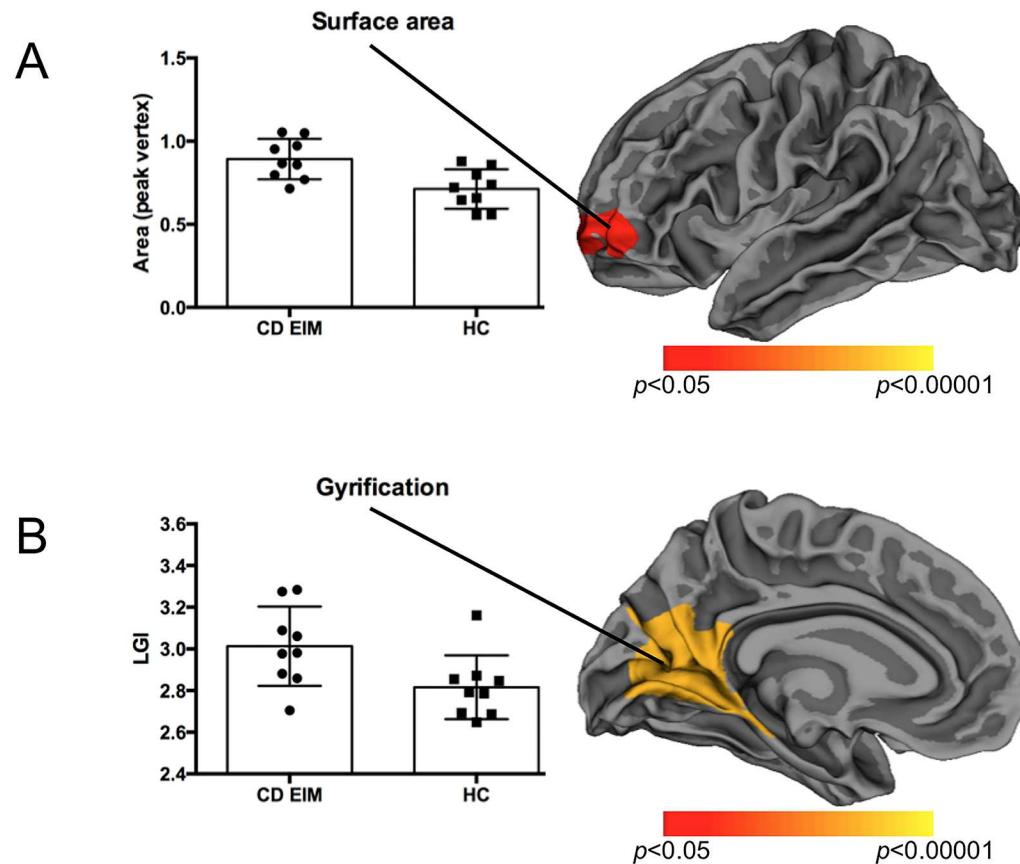 A
Surface area
Area (peak vertex)
1.5
1.0
0.5
0.0
CD EIM HC
p<0.05 p<0.00001
B
Gyrification
LGI
3.6
3.4
3.2
3.0
2.8
2.6
2.4
CD EIM HC
p<0.05 p<0.00001